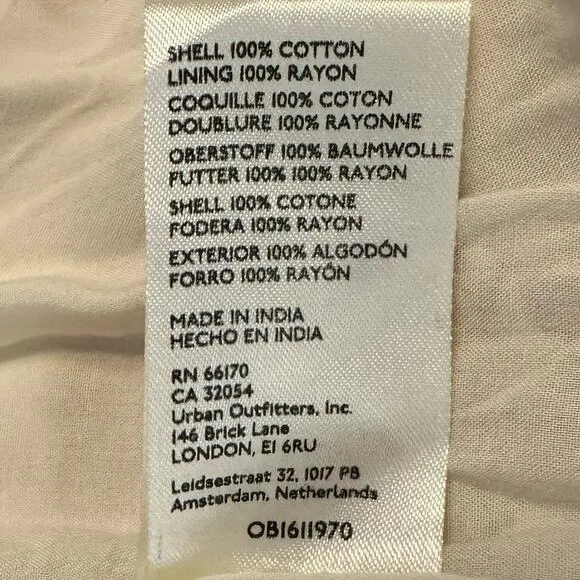 SHELL 100% COTTON
LINING 100% RAYON
COQUILLE 100% COTON
DOUBLURE 100% RAYONNE
OBERSTOFF 100% BAUMWOLLE
FUTTER 100% 100% RAYON
SHELL 100% COTONE
FODERA 100% RAYON
EXTERIOR 100% ALGODÓN
FORRO 100% RAYÓN
MADE IN INDIA
HECHO EN INDIA
RN 66170
CA 32054
Urban Outfitters, Inc.
146 Brick Lane
LONDON, E1 6RU
Leidsestraat 32, 1017 PB
Amsterdam, Netherlands
OB1611970